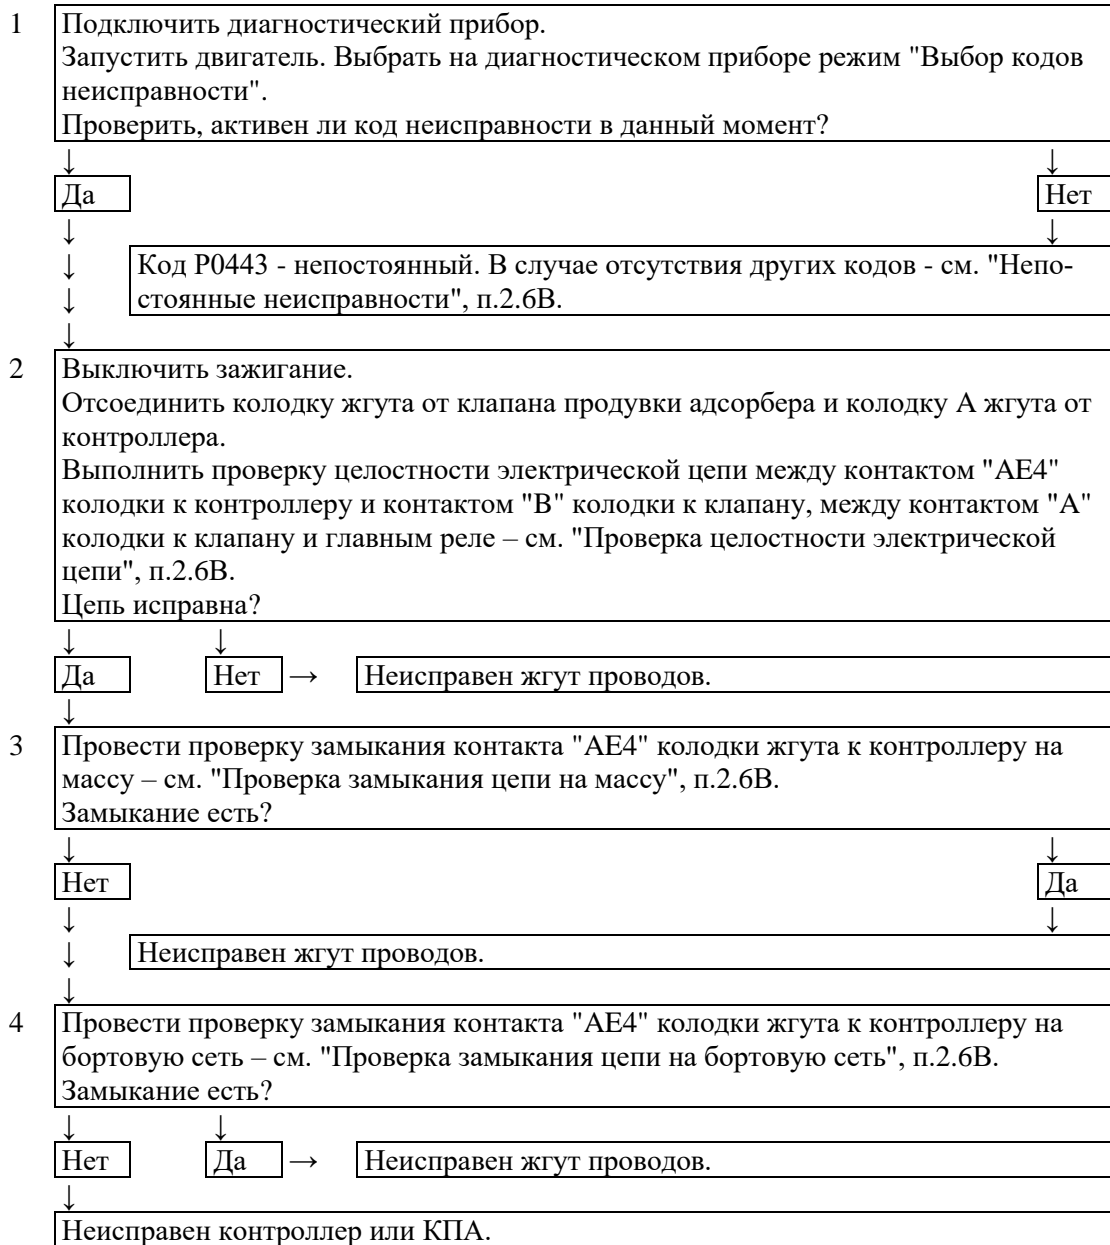 1 Подключить диагностический прибор.
Запустить двигатель. Выбрать на диагностическом приборе режим "Выбор кодов
неисправности".
Проверить, активен ли код неисправности в данный момент?
↓ ↓
Да Нет
↓ ↓
↓ Код Р0443 - непостоянный. В случае отсутствия других кодов - см. "Непо-
↓ стоянные неисправности", п.2.6В.
↓
2 Выключить зажигание.
Отсоединить колодку жгута от клапана продувки адсорбера и колодку А жгута от
контроллера.
Выполнить проверку целостности электрической цепи между контактом "АЕ4"
колодки к контроллеру и контактом "В" колодки к клапану, между контактом "А"
колодки к клапану и главным реле – см. "Проверка целостности электрической
цепи", п.2.6В.
Цепь исправна?
↓ ↓
Да Нет → Неисправен жгут проводов.
↓
3 Провести проверку замыкания контакта "АЕ4" колодки жгута к контроллеру на
массу – см. "Проверка замыкания цепи на массу", п.2.6В.
Замыкание есть?
↓ ↓
Нет Да
↓ ↓
↓ Неисправен жгут проводов.
↓
4 Провести проверку замыкания контакта "АЕ4" колодки жгута к контроллеру на
бортовую сеть – см. "Проверка замыкания цепи на бортовую сеть", п.2.6В.
Замыкание есть?
↓ ↓
Нет Да → Неисправен жгут проводов.
↓
Неисправен контроллер или КПА.